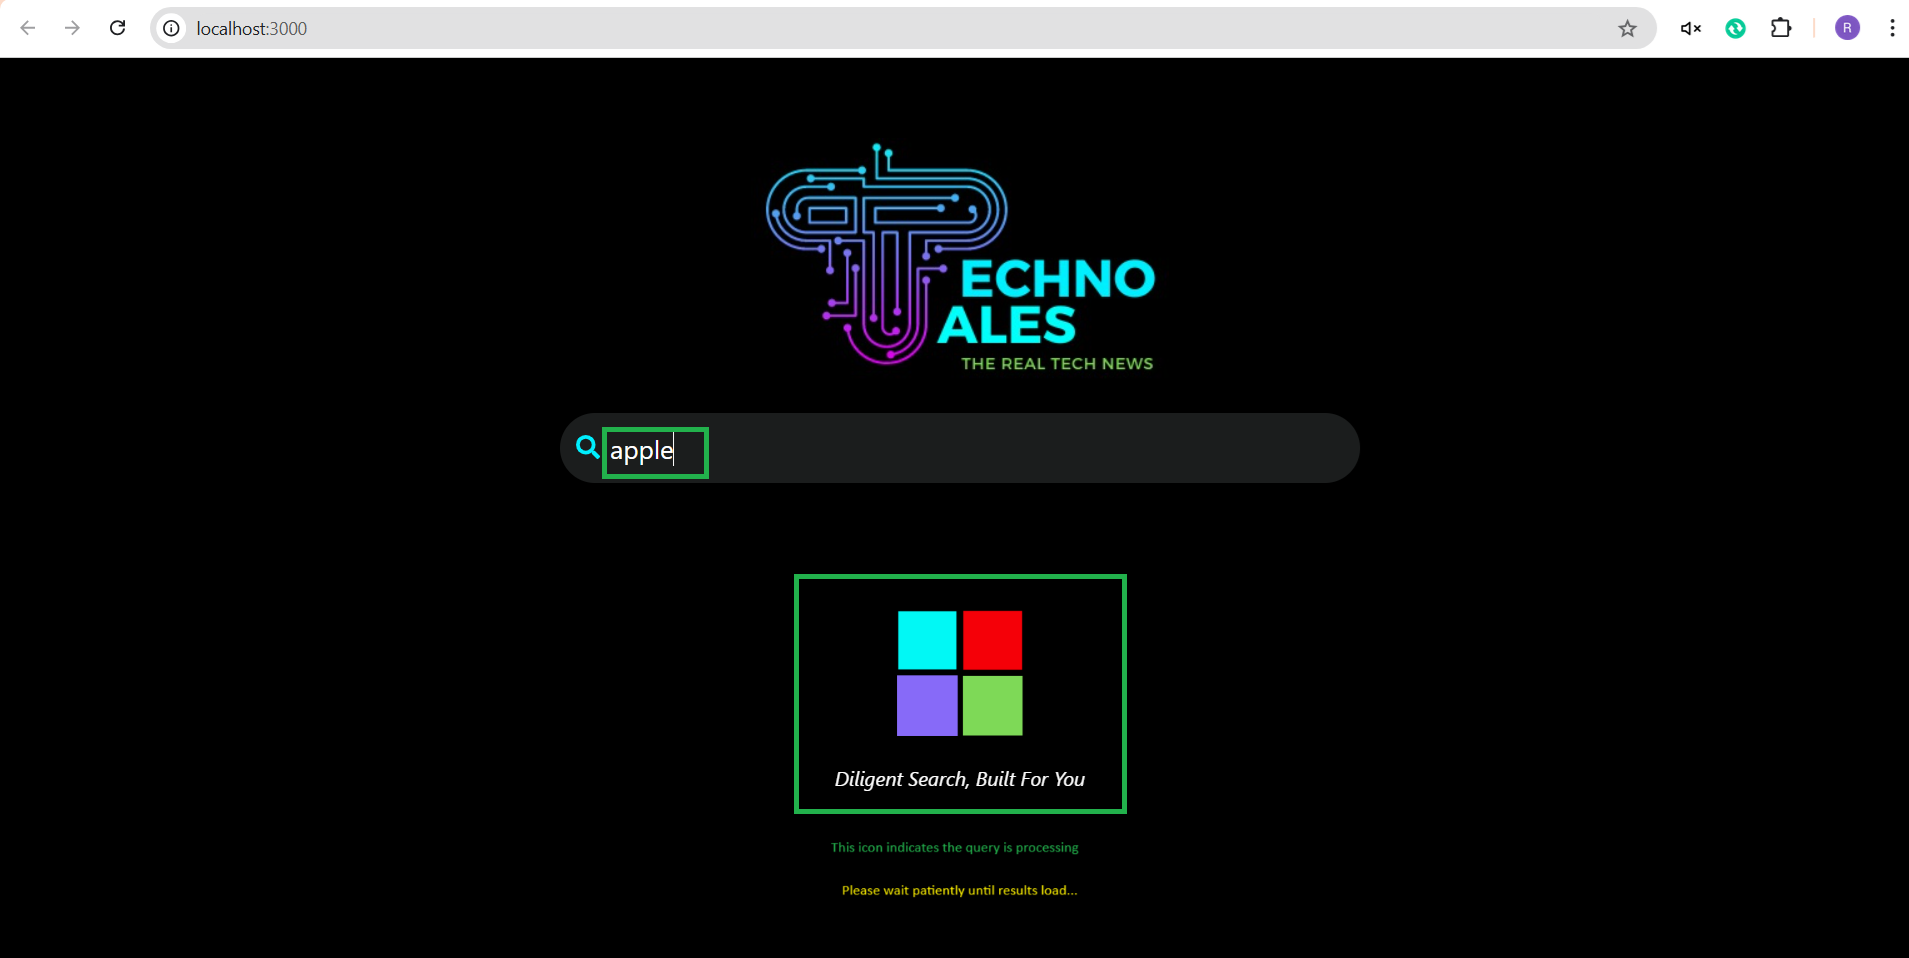 localhost:3000
R
ECHNO
ALES
THE REAL TECH NEWS
apple
Diligent Search, Built For You
This icon indicates the query is processing
Please wait patiently until results load...